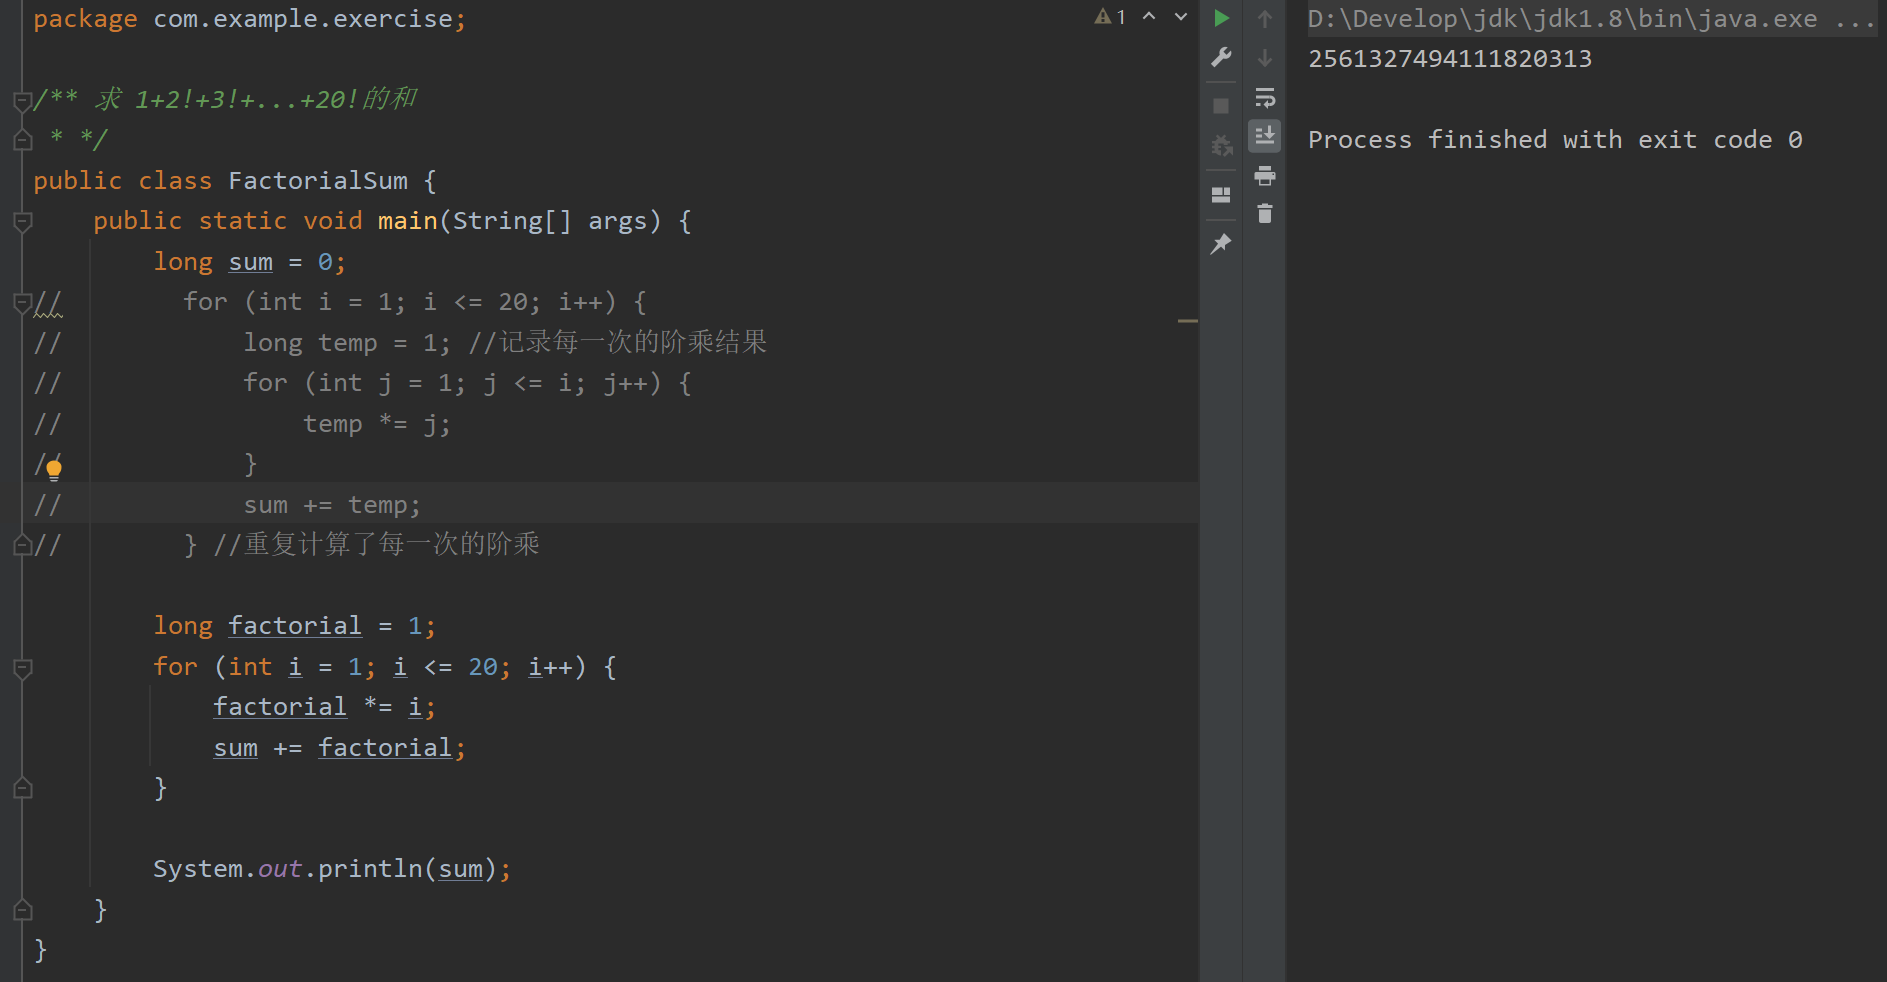 package com.example.exercise;
1
/** 求 1+2!+3!+...+20!的和
* */
public class FactorialSum {
public static void main(String[] args) {
long sum = 0;
// for (int i = 1; i <= 20; i++) {
// long temp = 1; //记录每一次的阶乘结果
// for (int j = 1; j <= i; j++) {
// temp *= j;
// }
// sum += temp;
// } //重复计算了每一次的阶乘
long factorial = 1;
for (int i = 1; i <= 20; i++) {
factorial *= i;
sum += factorial;
}
System.out.println(sum);
}
}
D:\Develop\jdk\jdk1.8\bin\java.exe ...
2561327494111820313
Process finished with exit code 0